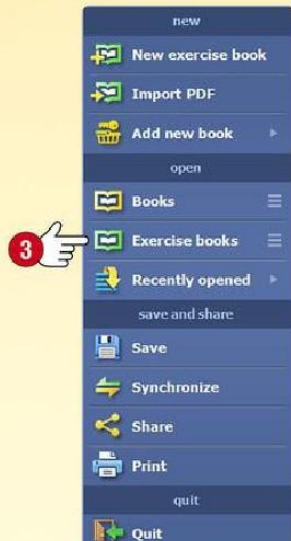 new
New exercise book
Import PDF
Add new book
open
Books
3 Exercise books
Recently opened
save and share
Save
Synchronize
Share
Print
quit
Quit